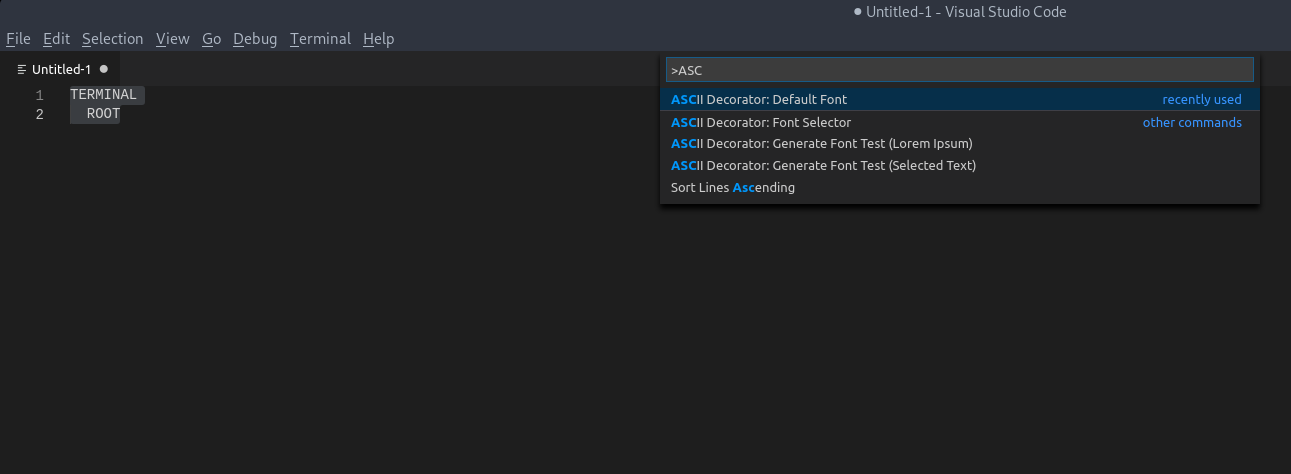 ● Untitled-1 - Visual Studio Code
File Edit Selection View Go Debug Terminal Help
Untitled-1 ●
>ASC
1 TERMINAL
2 ROOT
ASCII Decorator: Default Font recently used
ASCII Decorator: Font Selector other commands
ASCII Decorator: Generate Font Test (Lorem Ipsum)
ASCII Decorator: Generate Font Test (Selected Text)
Sort Lines Ascending